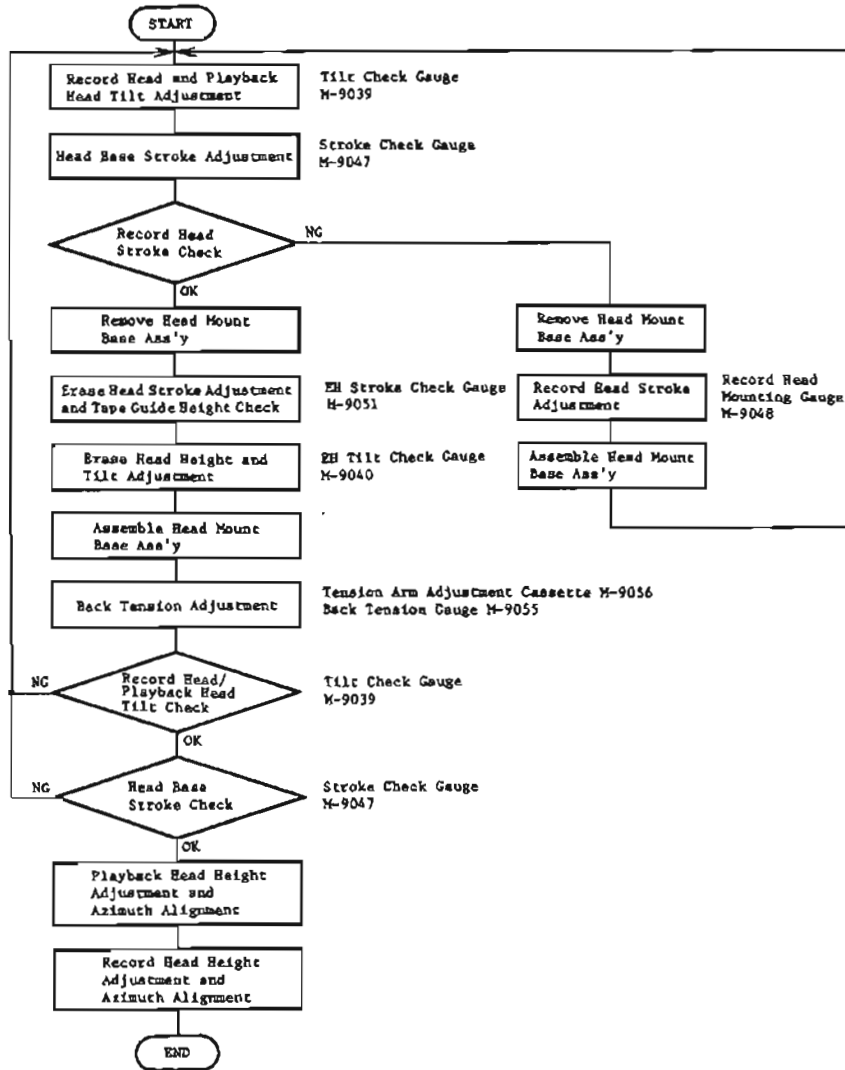 START
Record Head and Playback
Head Tilt Adjustment
Tilt Check Gauge
M-9039
Head Base Stroke Adjustment
Stroke Check Gauge
M-9047
Record Head
Stroke Check
NG
OK
Remove Head Mount
Base Ass'y
Erase Head Stroke Adjustment
and Tape Guide Height Check
EH Stroke Check Gauge
M-9051
Erase Head Height and
Tilt Adjustment
EH Tilt Check Gauge
M-9040
Assemble Head Mount
Base Ass'y
Remove Head Mount
Base Ass'y
Record Head Stroke
Adjustment
Record Head
Mounting Gauge
M-9048
Assemble Head Mount
Base Ass'y
Back Tension Adjustment
Tension Arm Adjustment Cassette M-9056
Back Tension Gauge M-9055
NG
Record Head/
Playback Head
Tilt Check
Tilt Check Gauge
M-9039
OK
NG
Head Base
Stroke Check
Stroke Check Gauge
M-9047
OK
Playback Head Height
Adjustment and
Azimuth Alignment
Record Head Height
Adjustment and
Azimuth Alignment
END